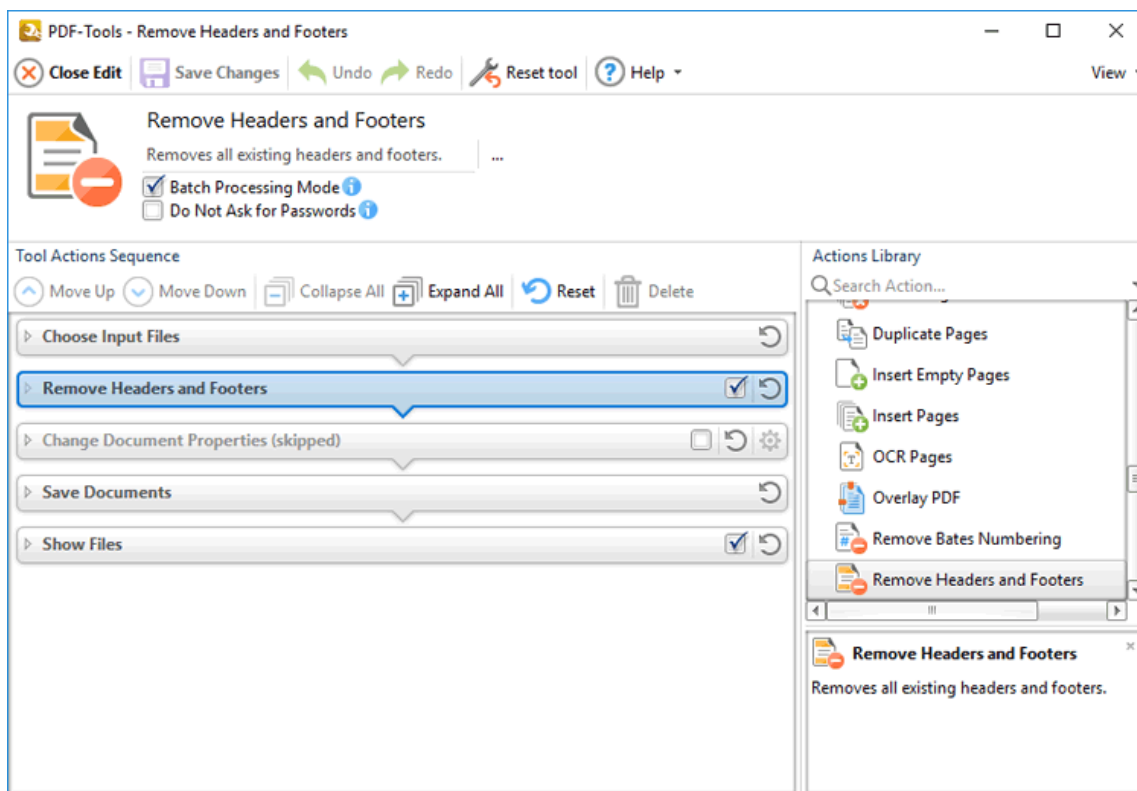 PDF-Tools - Remove Headers and Footers
Close Edit Save Changes Undo Redo Reset tool ? Help View
Remove Headers and Footers
Removes all existing headers and footers. ...
Batch Processing Mode i
Do Not Ask for Passwords i
Tool Actions Sequence
Move Up Move Down Collapse All Expand All Reset Delete
Choose Input Files
Remove Headers and Footers
Change Document Properties (skipped)
Save Documents
Show Files
Actions Library
Search Action...
Duplicate Pages
Insert Empty Pages
Insert Pages
T OCR Pages
Overlay PDF
# Remove Bates Numbering
Remove Headers and Footers
Remove Headers and Footers
Removes all existing headers and footers.